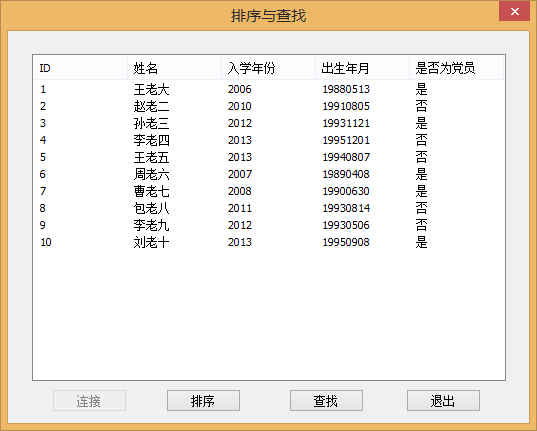 排序与查找
ID 姓名 入学年份 出生年月 是否为党员
1 王老大 2006 19880513 是
2 赵老二 2010 19910805 否
3 孙老三 2012 19931121 是
4 李老四 2013 19951201 否
5 王老五 2013 19940807 否
6 周老六 2007 19890408 是
7 曹老七 2008 19900630 是
8 包老八 2011 19930814 否
9 李老九 2012 19930506 否
10 刘老十 2013 19950908 是
连接 排序 查找 退出